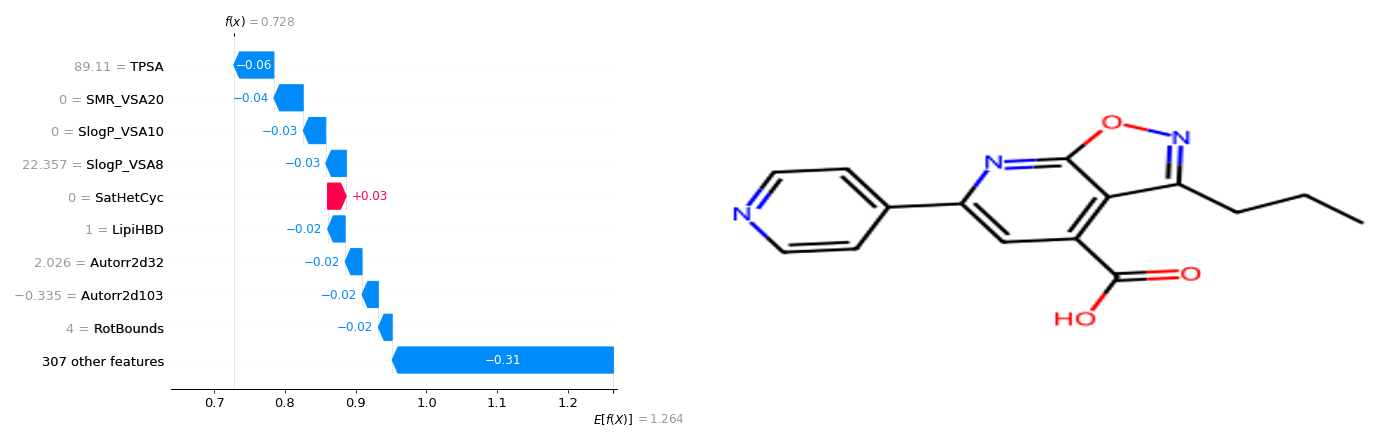 f(x) = 0.728
89.11 = TPSA
−0.06
0 = SMR_VSA20
−0.04
0 = SlogP_VSA10
−0.03
22.357 = SlogP_VSA8
−0.03
0 = SatHetCyc
+0.03
1 = LipiHBD
−0.02
2.026 = Autorr2d32
−0.02
−0.335 = Autorr2d103
−0.02
4 = RotBounds
−0.02
307 other features
−0.31
0.7 0.8 0.9 1.0 1.1 1.2
E[f(X)] = 1.264
O
N
N
N
O
HO